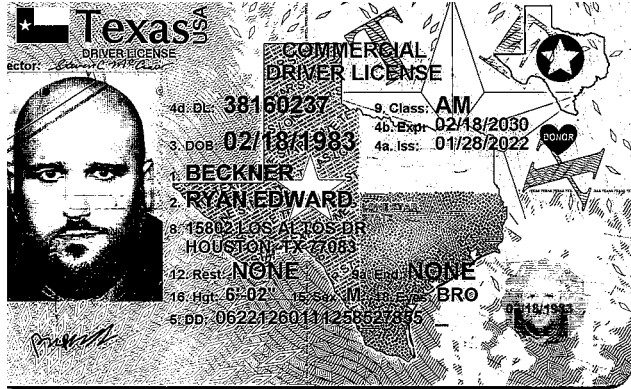 Texas USA
DRIVER LICENSE
COMMERCIAL
DRIVER LICENSE
4d. DL: 38160237 9. Class: AM
4b. Exp: 02/18/2030
3. DOB: 02/18/1983 4a. Iss: 01/28/2022
1. BECKNER
2. RYAN EDWARD
8. 15802 LOS ALTOS DR
HOUSTON, TX 77083
12. Rest: NONE 9a. End: NONE
16. Hgt: 6'-02" 15. Sex: M 18. Eyes: BRO
5. DD:
DONOR
02/18/1983